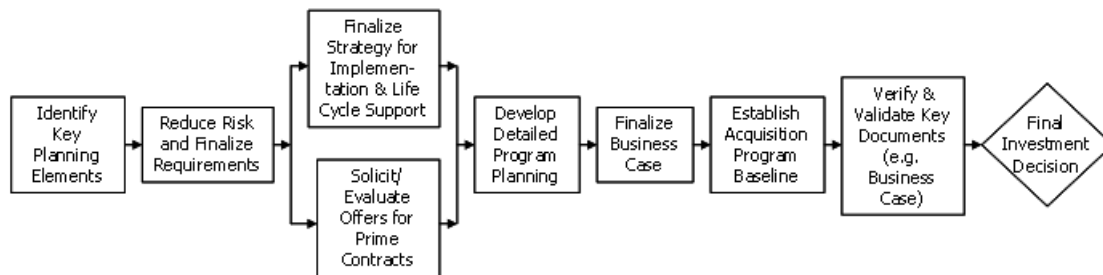 Identify
Key
Planning
Elements
Reduce Risk
and Finalize
Requirements
Finalize
Strategy for
Implemen-
tation & Life
Cycle Support
Solicit/
Evaluate
Offers for
Prime
Contracts
Develop
Detailed
Program
Planning
Finalize
Business
Case
Establish
Acquisition
Program
Baseline
Verify &
Validate Key
Documents
(e.g.
Business
Case)
Final
Investment
Decision